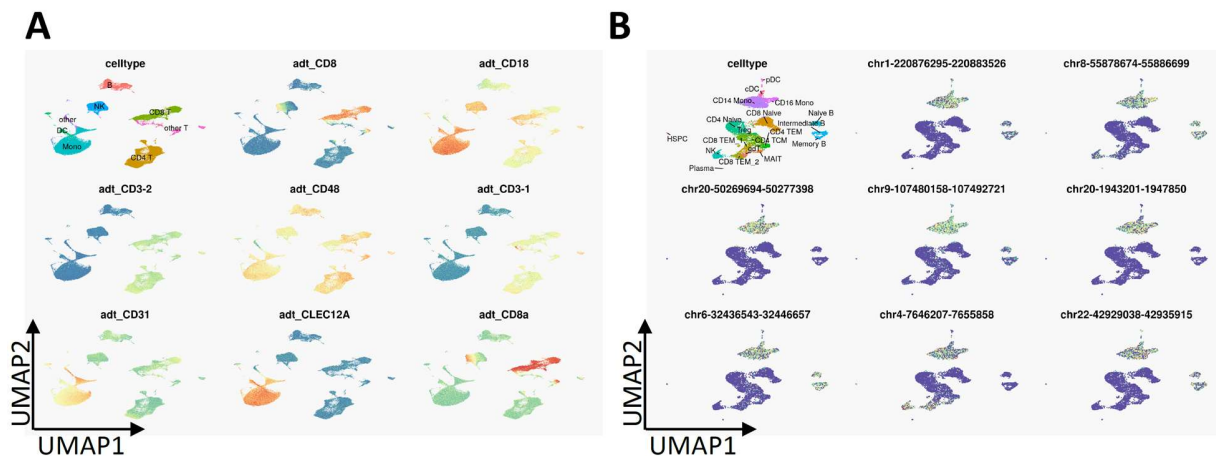 A
celltype
B
NK
CD8 T
other
DC
other T
Mono
CD4 T
adt_CD8
adt_CD18
adt_CD3-2
adt_CD48
adt_CD3-1
adt_CD31
adt_CLEC12A
adt_CD8a
UMAP2
UMAP1
B
celltype
pDC
cDC
CD14 Mono
CD16 Mono
CD8 Naive
CD4 Naive
Intermediate B
Naive B
Treg
CD4 TEM
HSPC
CD8 TEM_1
CD4 TCM
Memory B
gdT
NK
MAIT
CD8 TEM_2
Plasma
chr1-220876295-220883526
chr8-55878674-55886699
chr20-50269694-50277398
chr9-107480158-107492721
chr20-1943201-1947850
chr6-32436543-32446657
chr4-7646207-7655858
chr22-42929038-42935915
UMAP2
UMAP1